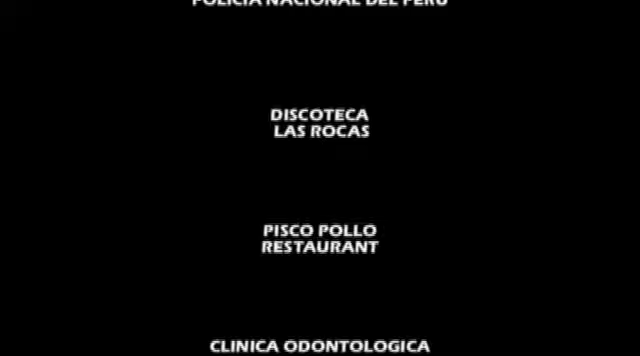 POLICIA NACIONAL DEL PERU
DISCOTECA
LAS ROCAS
PISCO POLLO
RESTAURANT
CLINICA ODONTOLOGICA